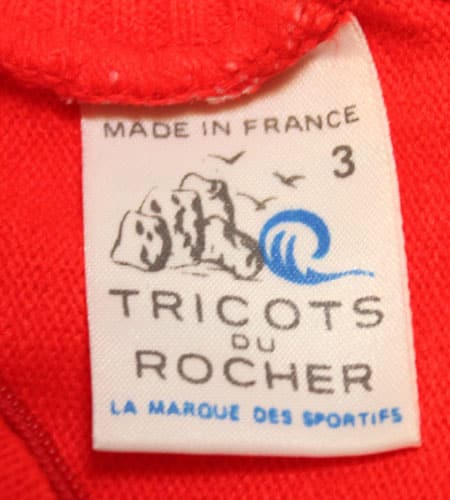 MADE IN FRANCE
3
TRICOTS
DU
ROCHER
LA MARQUE DES SPORTIFS